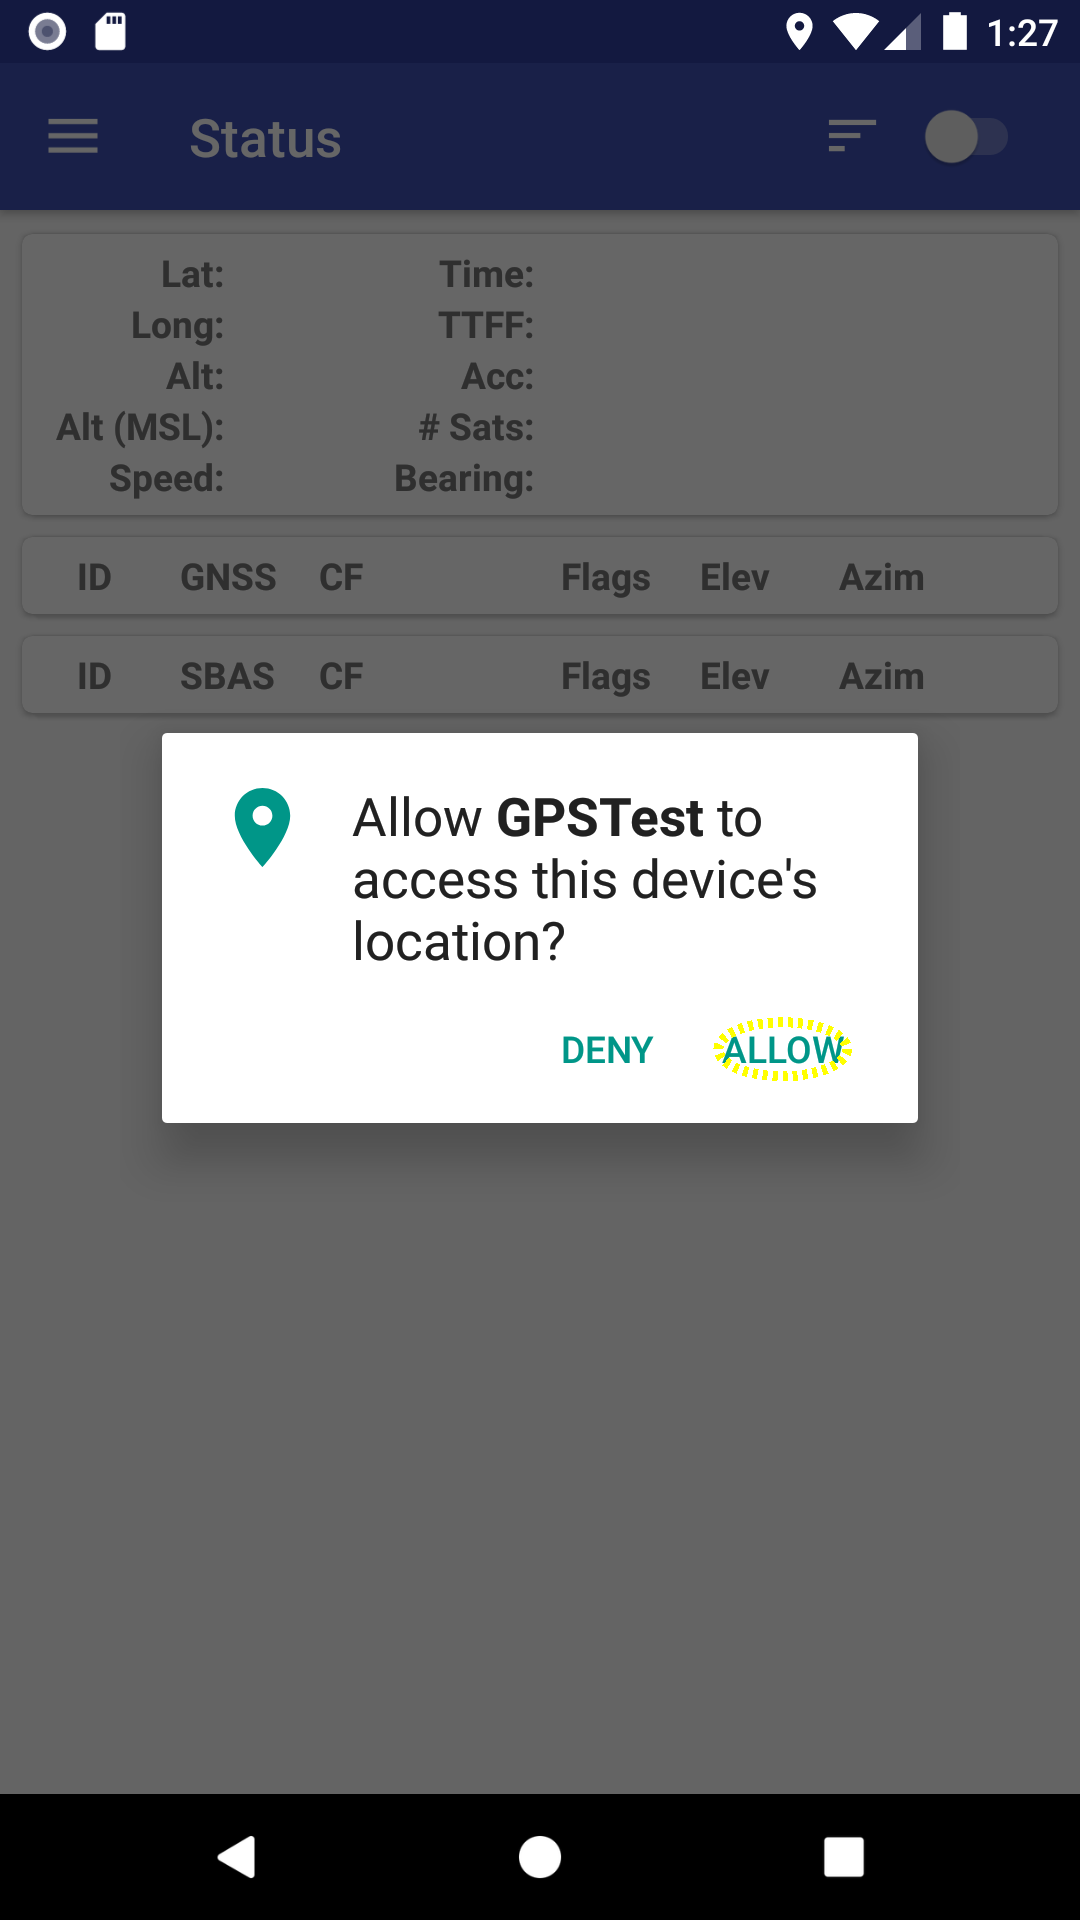 1:27
Status
Lat: Time:
Long: TTFF:
Alt: Acc:
Alt (MSL): # Sats:
Speed: Bearing:
ID GNSS CF Flags Elev Azim
ID SBAS CF Flags Elev Azim
Allow GPSTest to
access this device's
location?
DENY ALLOW